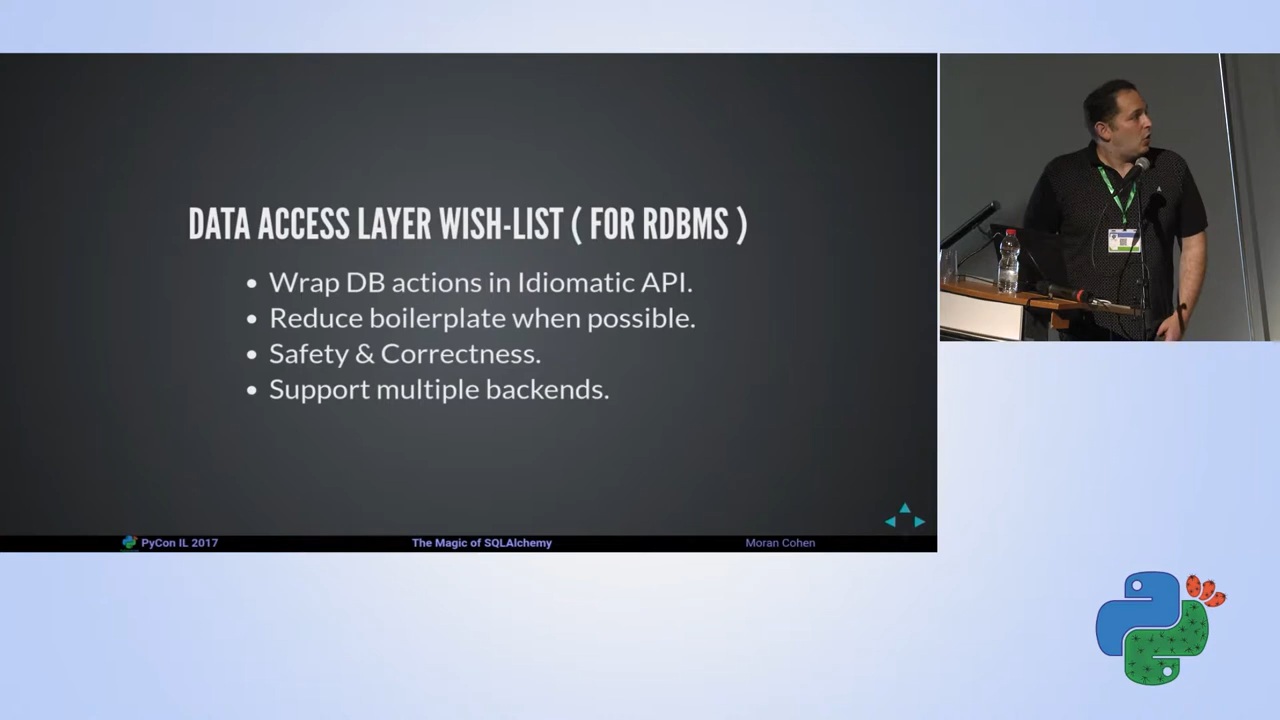 DATA ACCESS LAYER WISH-LIST ( FOR RDBMS )
• Wrap DB actions in Idiomatic API.
• Reduce boilerplate when possible.
• Safety & Correctness.
• Support multiple backends.
PyCon IL 2017 The Magic of SQLAlchemy Moran Cohen